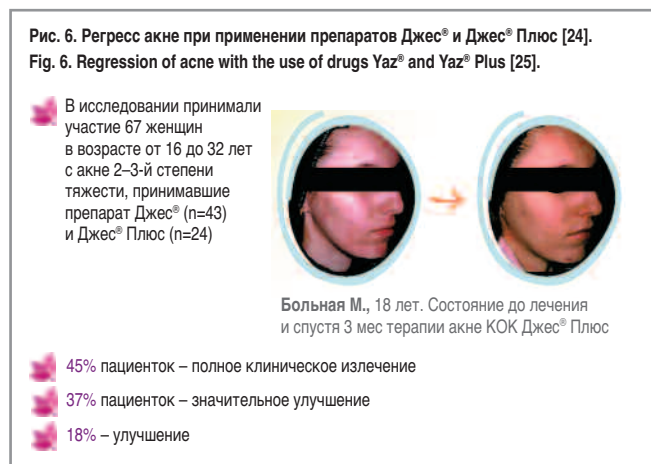 Рис. 6. Регресс акне при применении препаратов Джес® и Джес® Плюс [24].
Fig. 6. Regression of acne with the use of drugs Yaz® and Yaz® Plus [25].
В исследовании принимали
участие 67 женщин
в возрасте от 16 до 32 лет
с акне 2–3-й степени
тяжести, принимавшие
препарат Джес® (n=43)
и Джес® Плюс (n=24)
Больная М., 18 лет. Состояние до лечения
и спустя 3 мес терапии акне КОК Джес® Плюс
45% пациенток – полное клиническое излечение
37% пациенток – значительное улучшение
18% – улучшение